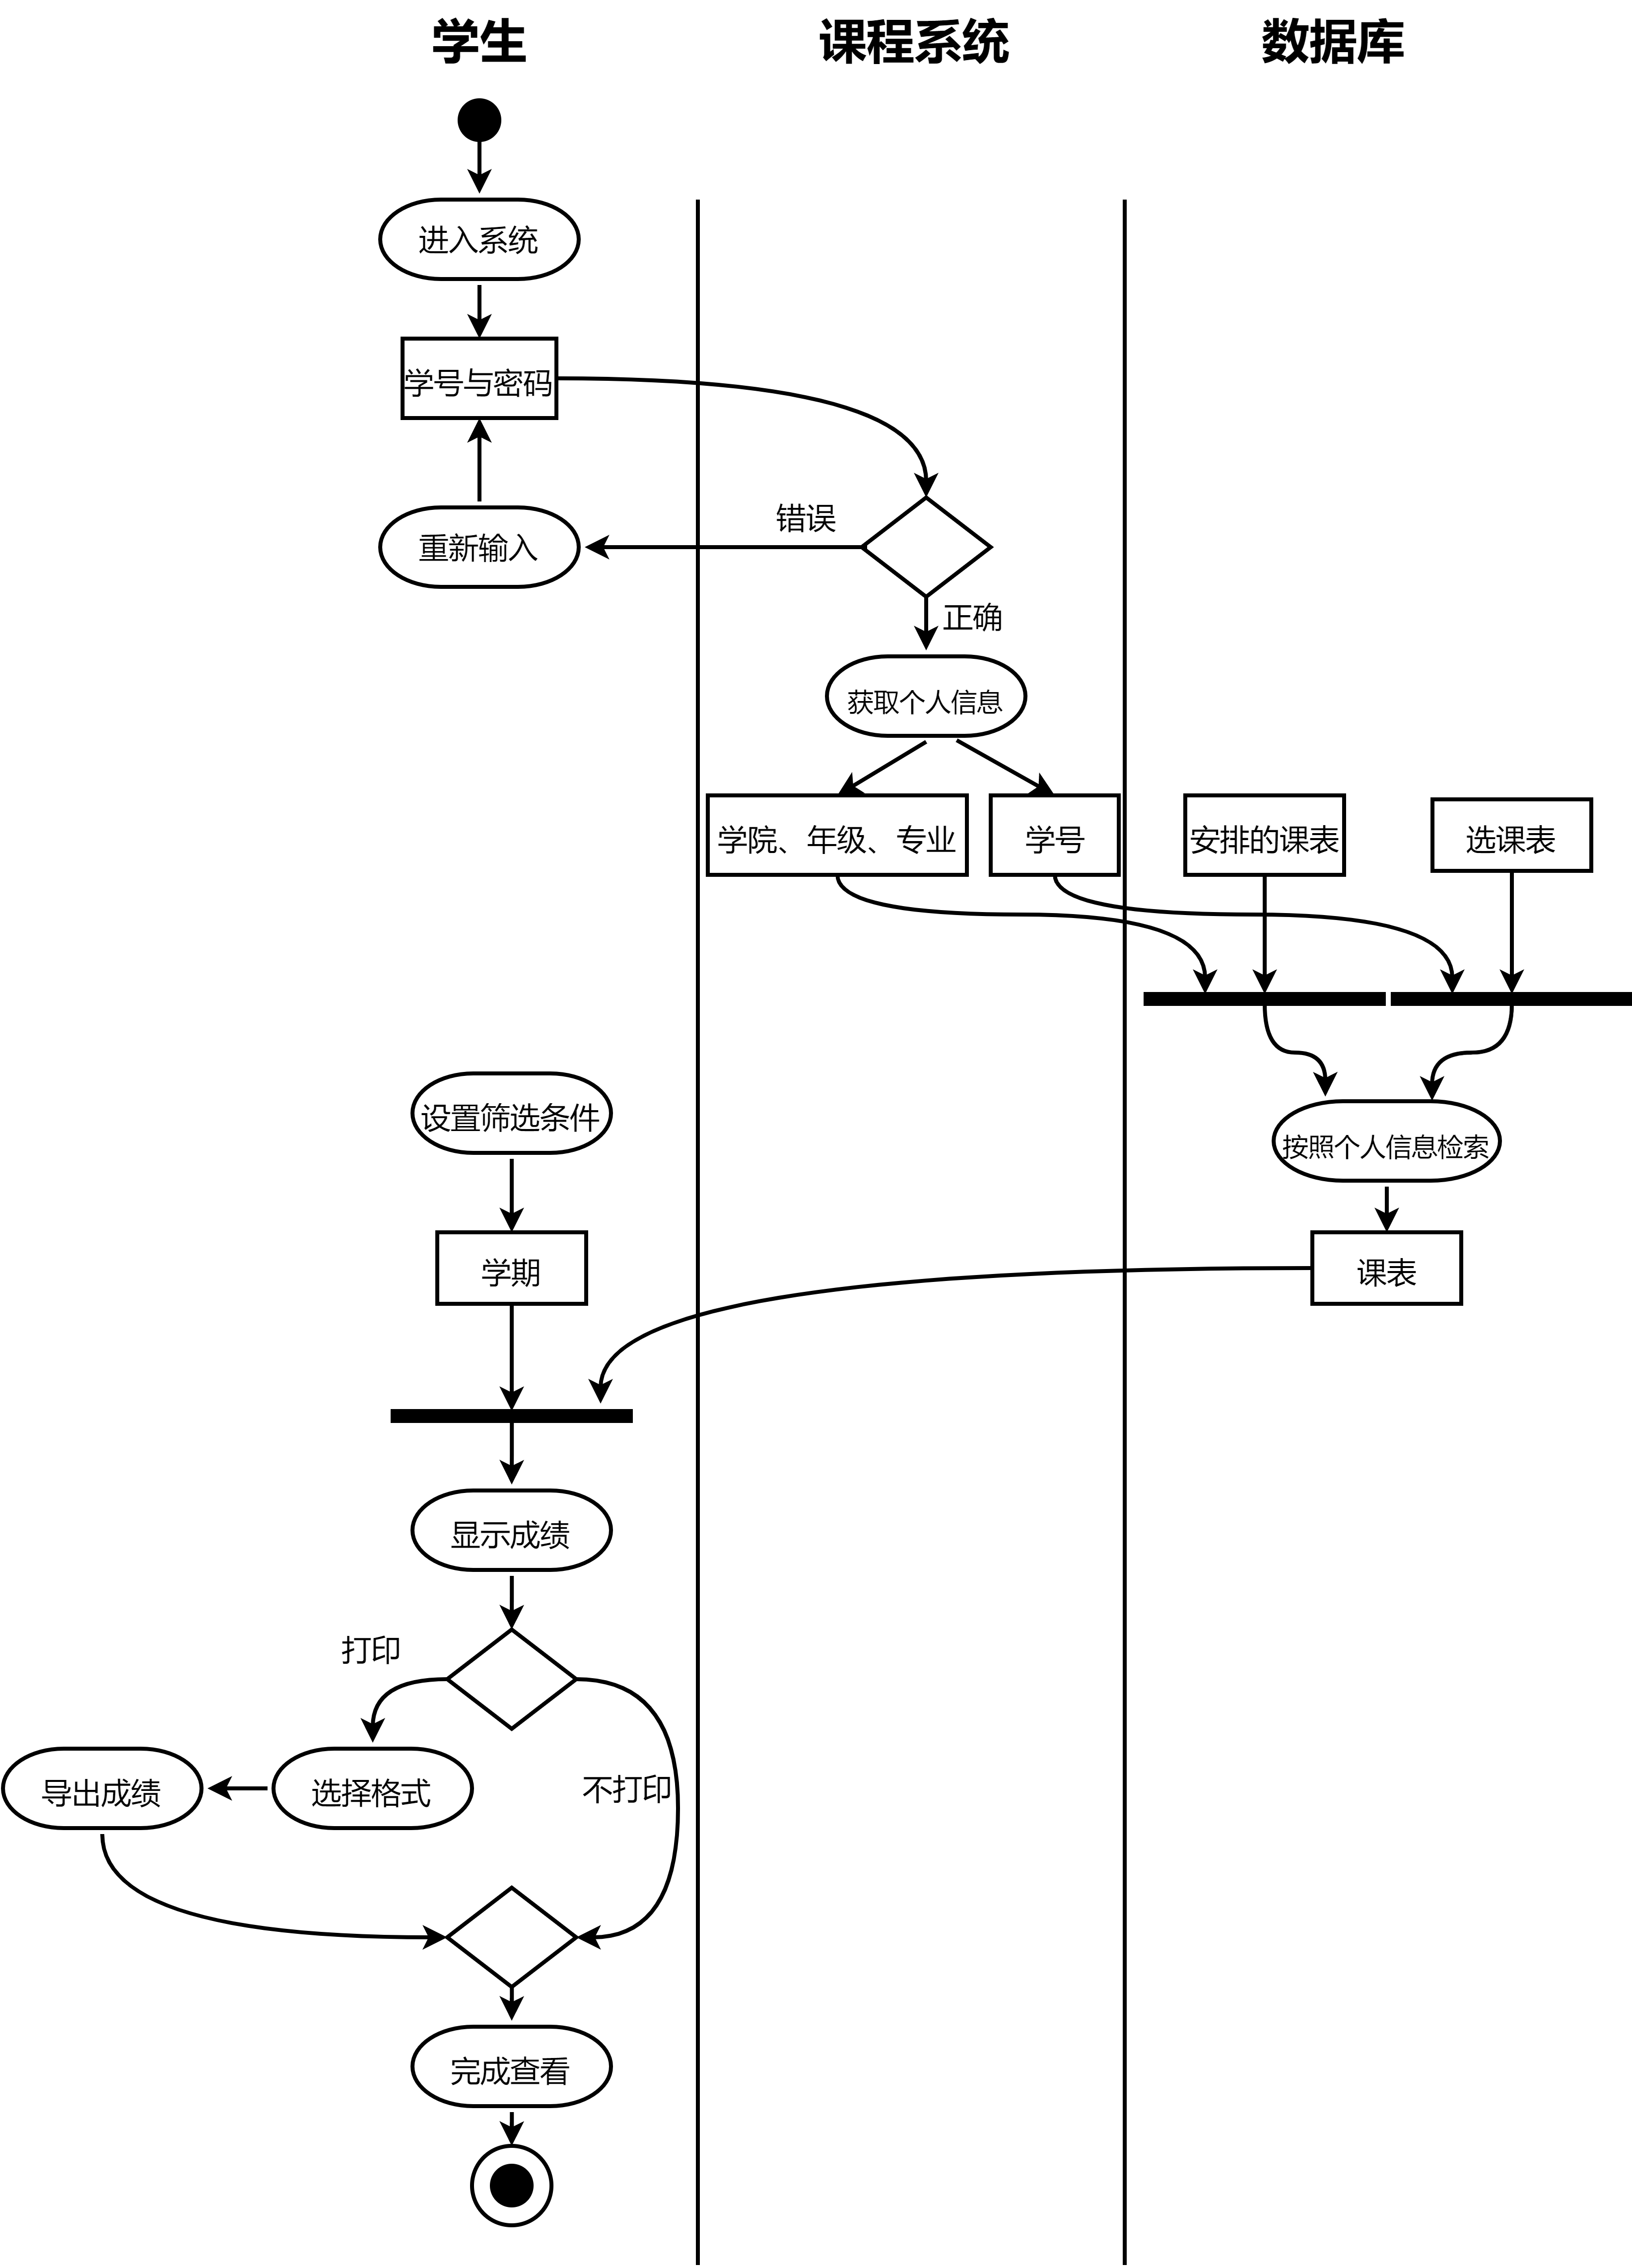 学生
课程系统
数据库
进入系统
学号与密码
错误
重新输入
正确
获取个人信息
学院、年级、专业
学号
安排的课表
选课表
设置筛选条件
按照个人信息检索
学期
课表
显示成绩
打印
不打印
导出成绩
选择格式
完成查看